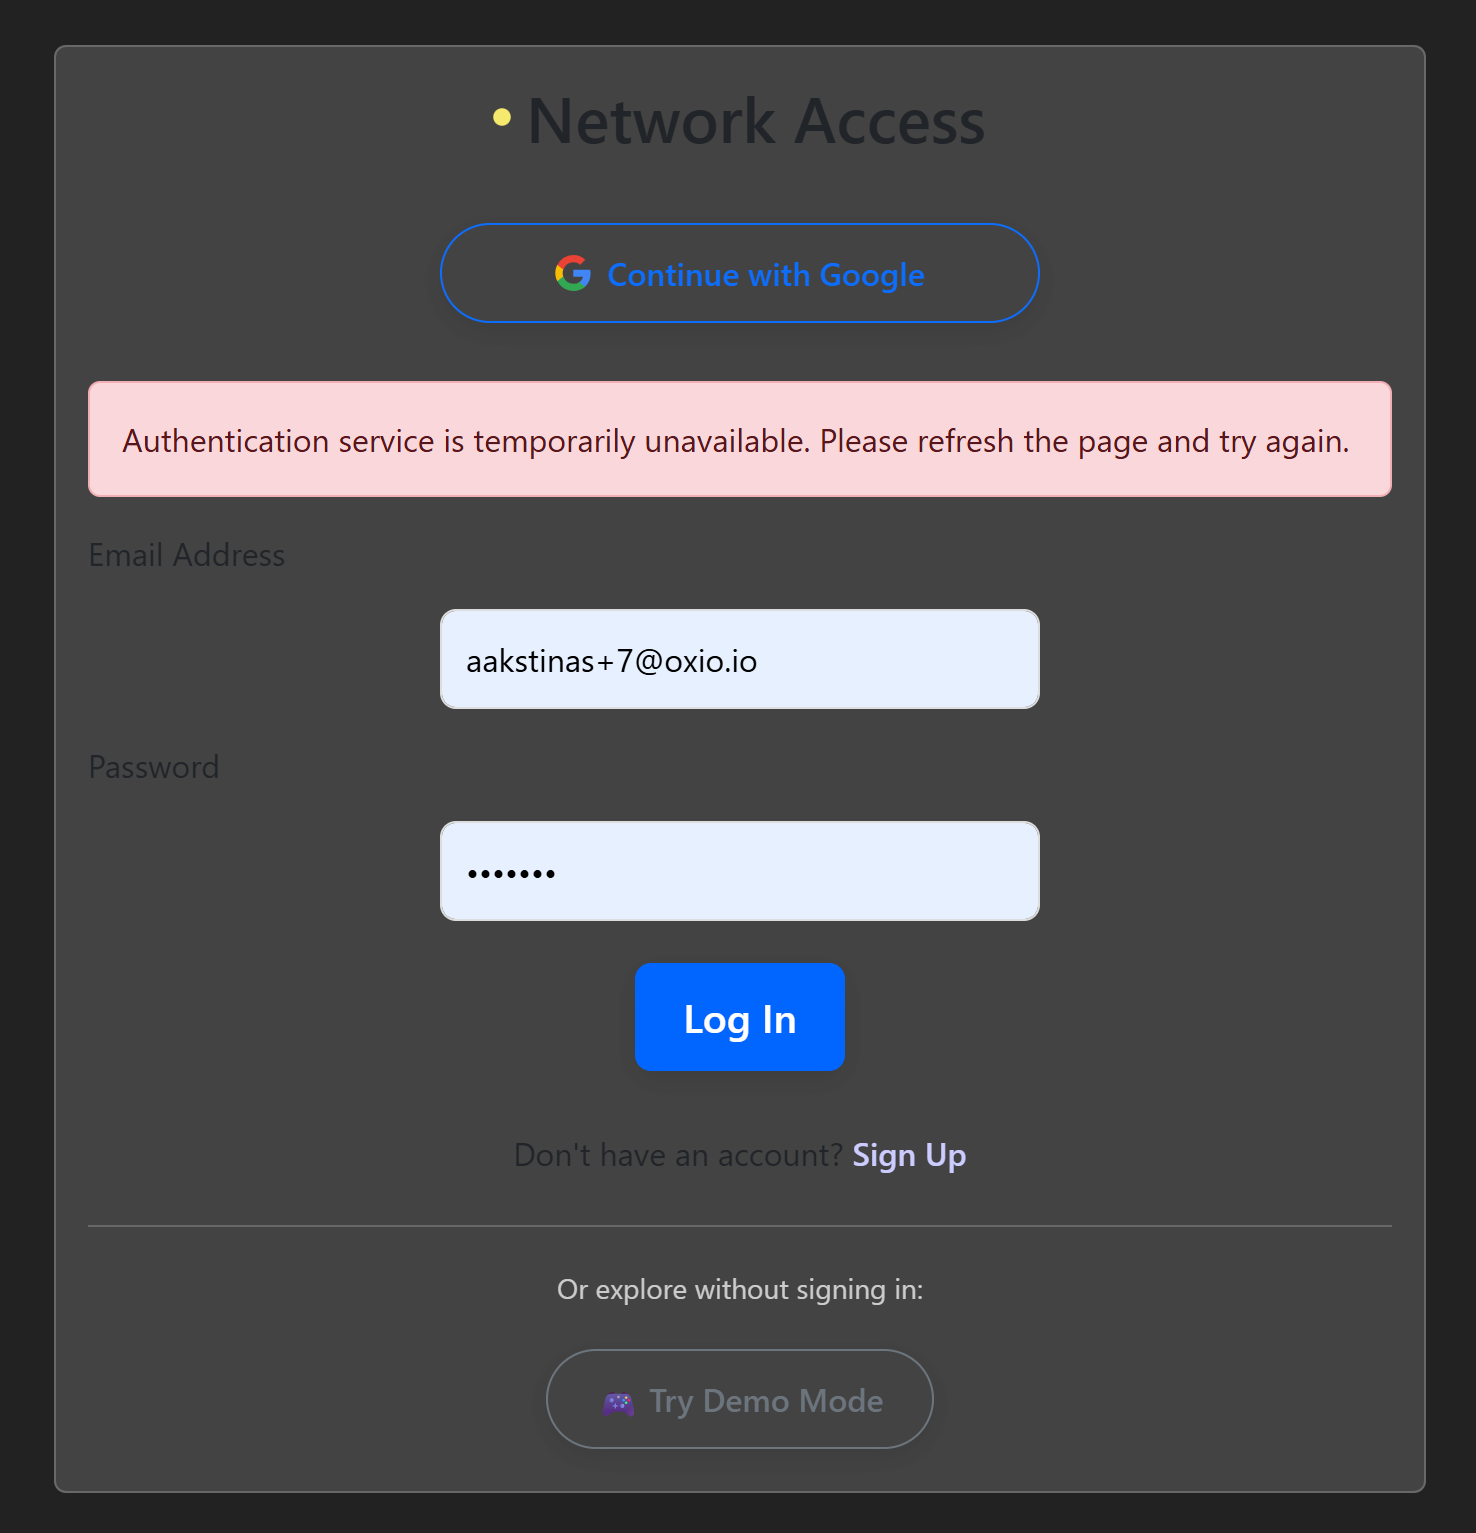 Network Access
Continue with Google
Authentication service is temporarily unavailable. Please refresh the page and try again.
Email Address
aakstinas+7@oxio.io
Password
•••••••
Log In
Don't have an account? Sign Up
Or explore without signing in:
Try Demo Mode